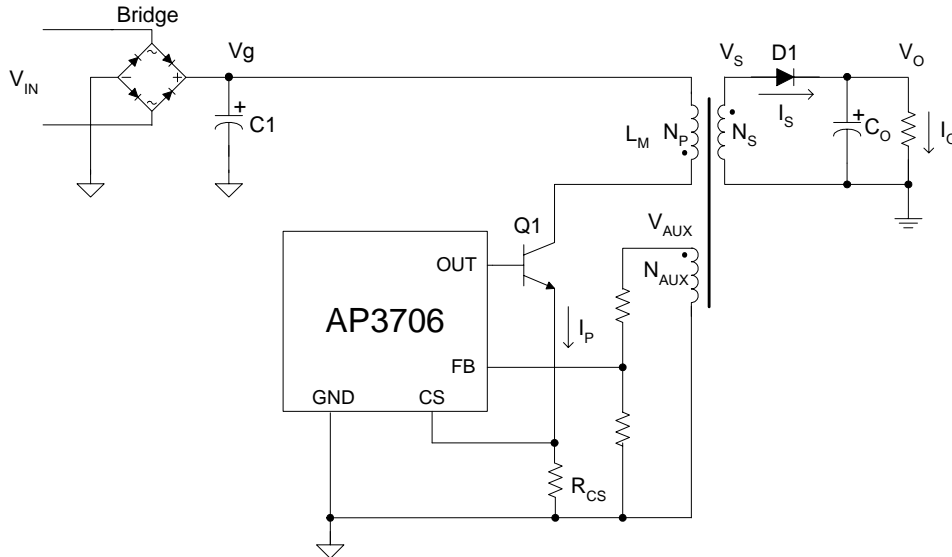 Bridge
V_IN
~
+
−
~
Vg
+
C1
L_M
N_P
V_S
N_S
D1
I_S
+
C_O
V_O
I_O
Q1
V_AUX
N_AUX
OUT
AP3706
I_P
FB
GND
CS
R_CS